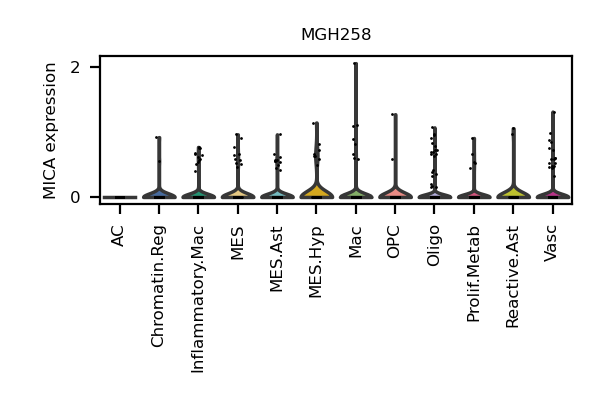 MGH258
MICA expression
2
0
AC
Chromatin.Reg
Inflammatory.Mac
MES
MES.Ast
MES.Hyp
Mac
OPC
Oligo
Prolif.Metab
Reactive.Ast
Vasc